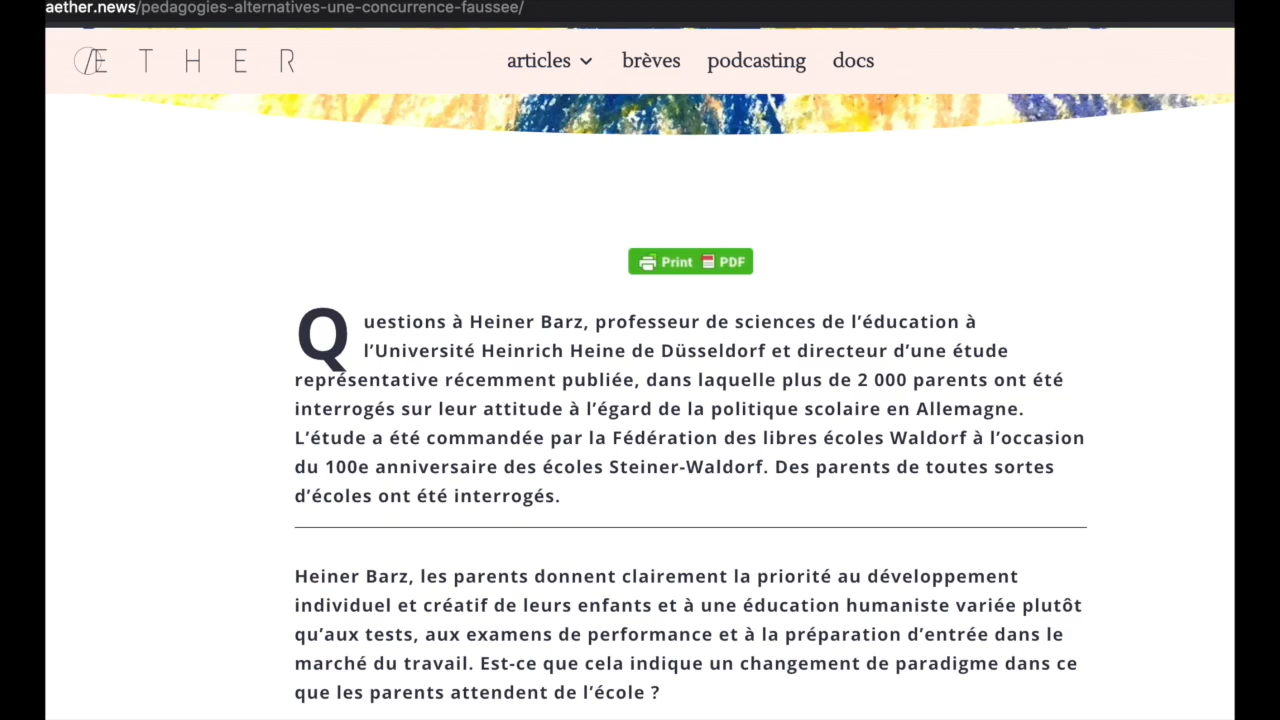 aether.news/pedagogies-alternatives-une-concurrence-faussee/
ÆTHER
articles
brèves
podcasting
docs
Print PDF
Questions à Heiner Barz, professeur de sciences de l’éducation à
l’Université Heinrich Heine de Düsseldorf et directeur d’une étude
représentative récemment publiée, dans laquelle plus de 2 000 parents ont été
interrogés sur leur attitude à l’égard de la politique scolaire en Allemagne.
L’étude a été commandée par la Fédération des libres écoles Waldorf à l’occasion
du 100e anniversaire des écoles Steiner-Waldorf. Des parents de toutes sortes
d’écoles ont été interrogés.
Heiner Barz, les parents donnent clairement la priorité au développement
individuel et créatif de leurs enfants et à une éducation humaniste variée plutôt
qu’aux tests, aux examens de performance et à la préparation d’entrée dans le
marché du travail. Est-ce que cela indique un changement de paradigme dans ce
que les parents attendent de l’école ?